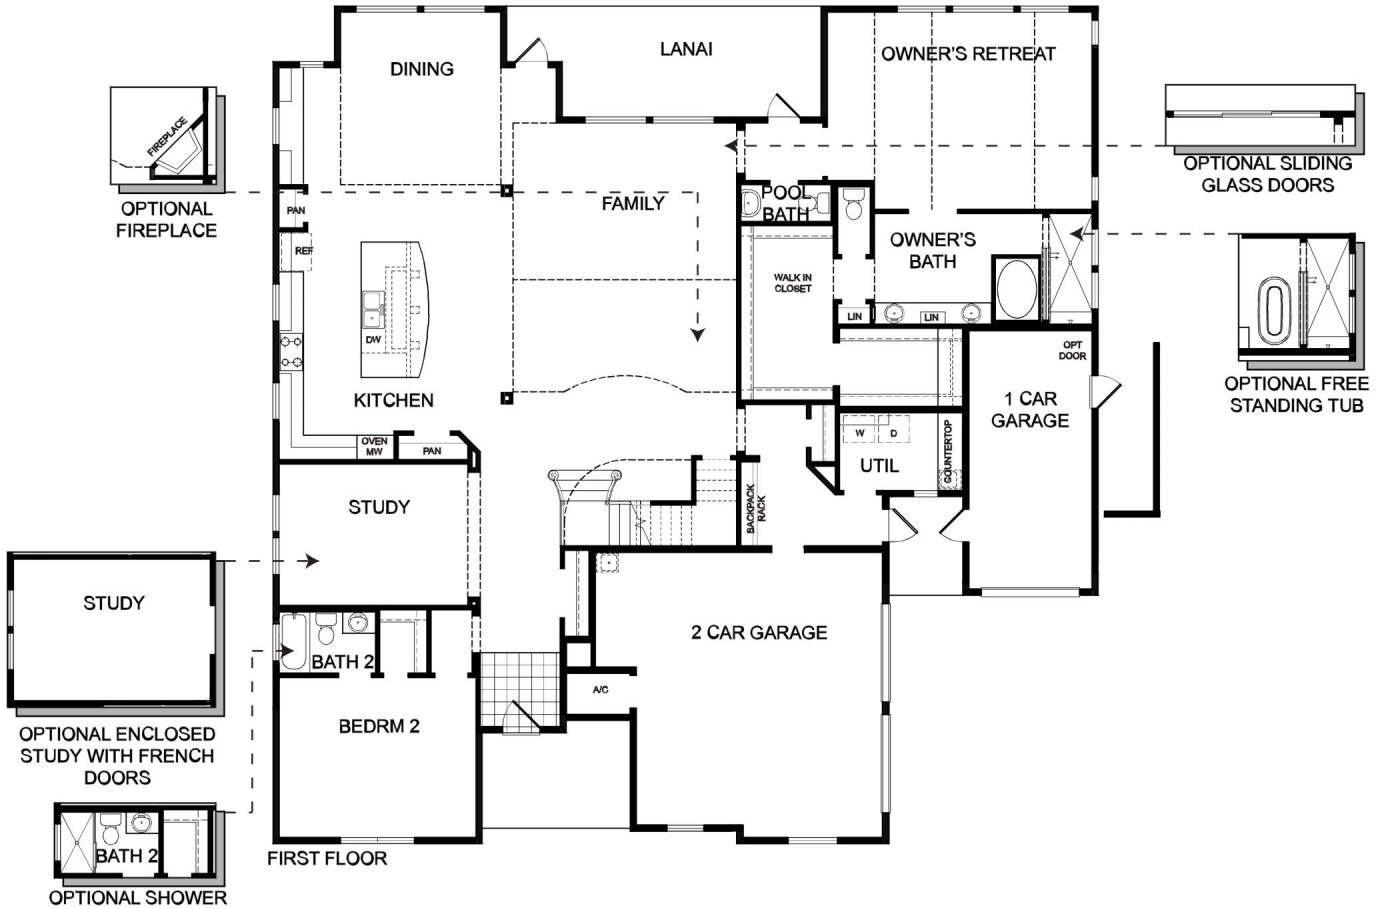 LANAI
OWNER'S RETREAT
DINING
FIREPLACE
OPTIONAL
FIREPLACE
OPTIONAL SLIDING
GLASS DOORS
PAN
FAMILY
POOL
BATH
REF
OWNER'S
BATH
WALK IN
CLOSET
LIN
LIN
DW
OPT
DOOR
OPTIONAL FREE
STANDING TUB
KITCHEN
1 CAR
GARAGE
OVEN
MW
PAN
W
D
COUNTERTOP
UTIL
STUDY
BACKPACK
RACK
STUDY
2 CAR GARAGE
BATH 2
A/C
OPTIONAL ENCLOSED
STUDY WITH FRENCH
DOORS
BEDRM 2
BATH 2
FIRST FLOOR
OPTIONAL SHOWER